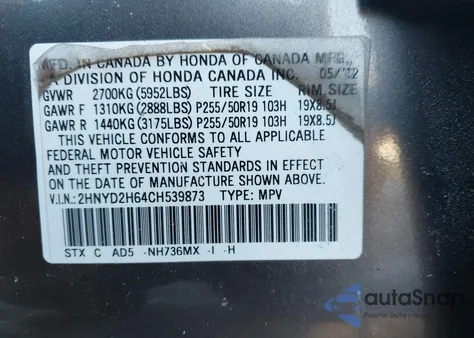 MFD. IN CANADA BY HONDA OF CANADA MFG.,
A DIVISION OF HONDA CANADA INC. 05/12
GVWR 2700KG (5952LBS) TIRE SIZE RIM SIZE
GAWR F 1310KG (2888LBS) P255/50R19 103H 19X8.5J
GAWR R 1440KG (3175LBS) P255/50R19 103H 19X8.5J
THIS VEHICLE CONFORMS TO ALL APPLICABLE
FEDERAL MOTOR VEHICLE SAFETY
AND THEFT PREVENTION STANDARDS IN EFFECT
ON THE DATE OF MANUFACTURE SHOWN ABOVE.
V.I.N.: 2HNYD2H64CH539873 TYPE: MPV
STX C AD5 -NH736MX -I -H
autoSnap